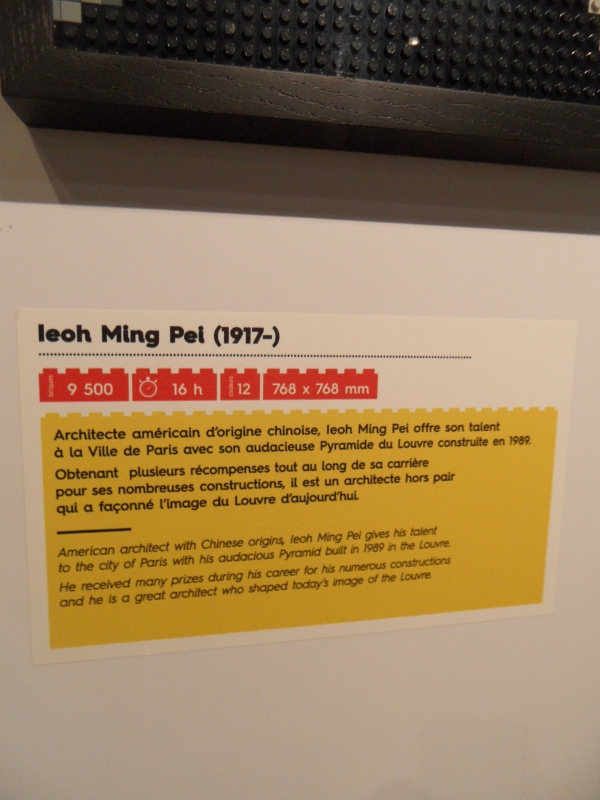 Ieoh Ming Pei (1917-)
briques 9 500 16 h couleurs 12 768 x 768 mm
Architecte américain d'origine chinoise, Ieoh Ming Pei offre son talent
à la Ville de Paris avec son audacieuse Pyramide du Louvre construite en 1989.
Obtenant plusieurs récompenses tout au long de sa carrière
pour ses nombreuses constructions, il est un architecte hors pair
qui a façonné l'image du Louvre d'aujourd'hui.
American architect with Chinese origins, Ieoh Ming Pei gives his talent
to the city of Paris with his audacious Pyramid built in 1989 in the Louvre.
He received many prizes during his career for his numerous constructions
and he is a great architect who shaped today's image of the Louvre.